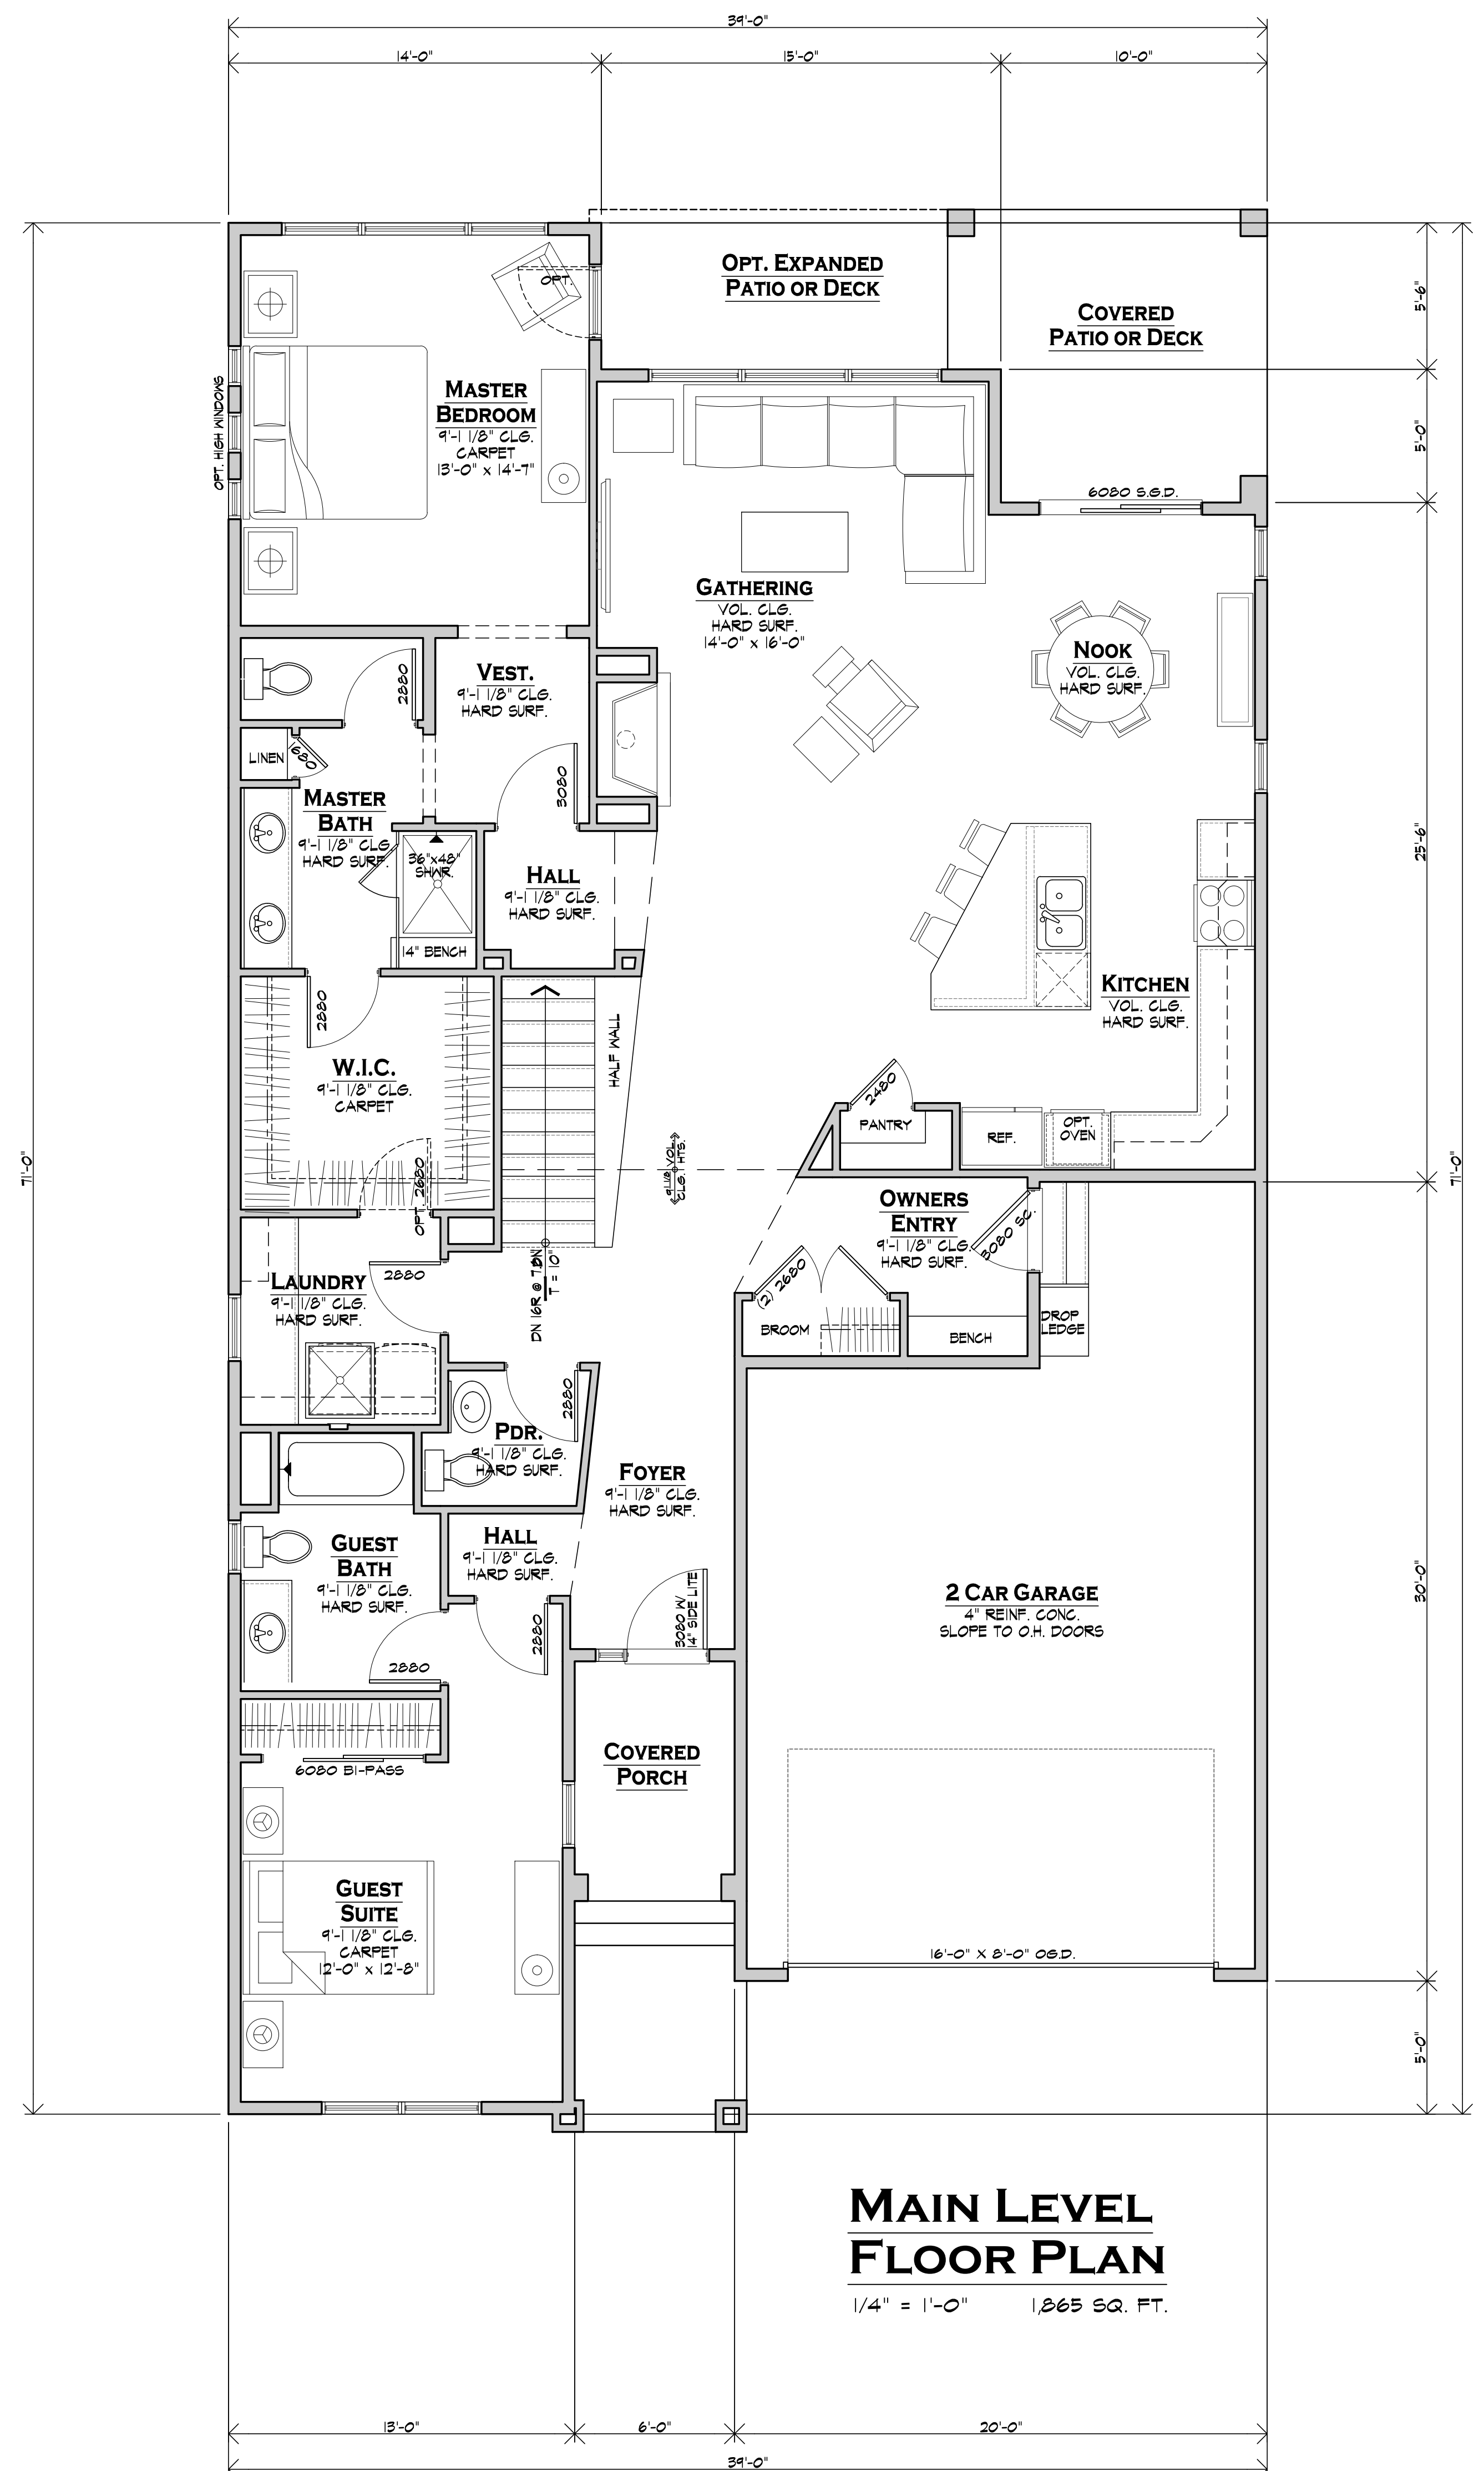 39'-0"
14'-0"
15'-0"
10'-0"
OPT. EXPANDED
PATIO OR DECK
COVERED
PATIO OR DECK
5'-6"
OPT.
OPT. HIGH WINDOWS
MASTER
BEDROOM
9'-1 1/8" CLG.
CARPET
13'-0" x 14'-7"
5'-0"
6080 S.G.D.
GATHERING
VOL. CLG.
HARD SURF.
14'-0" x 16'-0"
NOOK
VOL. CLG.
HARD SURF.
VEST.
9'-1 1/8" CLG.
HARD SURF.
2880
LINEN
1680
3080
MASTER
BATH
9'-1 1/8" CLG.
HARD SURF.
36"x48"
SHWR.
14" BENCH
HALL
9'-1 1/8" CLG.
HARD SURF.
25'-6"
KITCHEN
VOL. CLG.
HARD SURF.
2880
W.I.C.
9'-1 1/8" CLG.
CARPET
HALF WALL
2480
PANTRY
REF.
OPT.
OVEN
9'-1 1/8 VOL.
CLG. HTS.
71'-0"
71'-0"
OPT. 2680
OWNERS
ENTRY
9'-1 1/8" CLG.
HARD SURF.
3080 SC.
2880
LAUNDRY
9'-1 1/8" CLG.
HARD SURF.
DN 16R @
T = 10"
(2) 2680
BROOM
BENCH
DROP
LEDGE
2880
PDR.
9'-1 1/8" CLG.
HARD SURF.
FOYER
9'-1 1/8" CLG.
HARD SURF.
HALL
9'-1 1/8" CLG.
HARD SURF.
GUEST
BATH
9'-1 1/8" CLG.
HARD SURF.
2880
2880
3080 W/
14" SIDE LITE
2 CAR GARAGE
4" REINF. CONC.
SLOPE TO O.H. DOORS
30'-0"
6080 BI-PASS
COVERED
PORCH
GUEST
SUITE
9'-1 1/8" CLG.
CARPET
12'-0" x 12'-8"
16'-0" X 8'-0" OG.D.
5'-0"
MAIN LEVEL
FLOOR PLAN
1/4" = 1'-0" 1,865 SQ. FT.
13'-0"
6'-0"
20'-0"
39'-0"